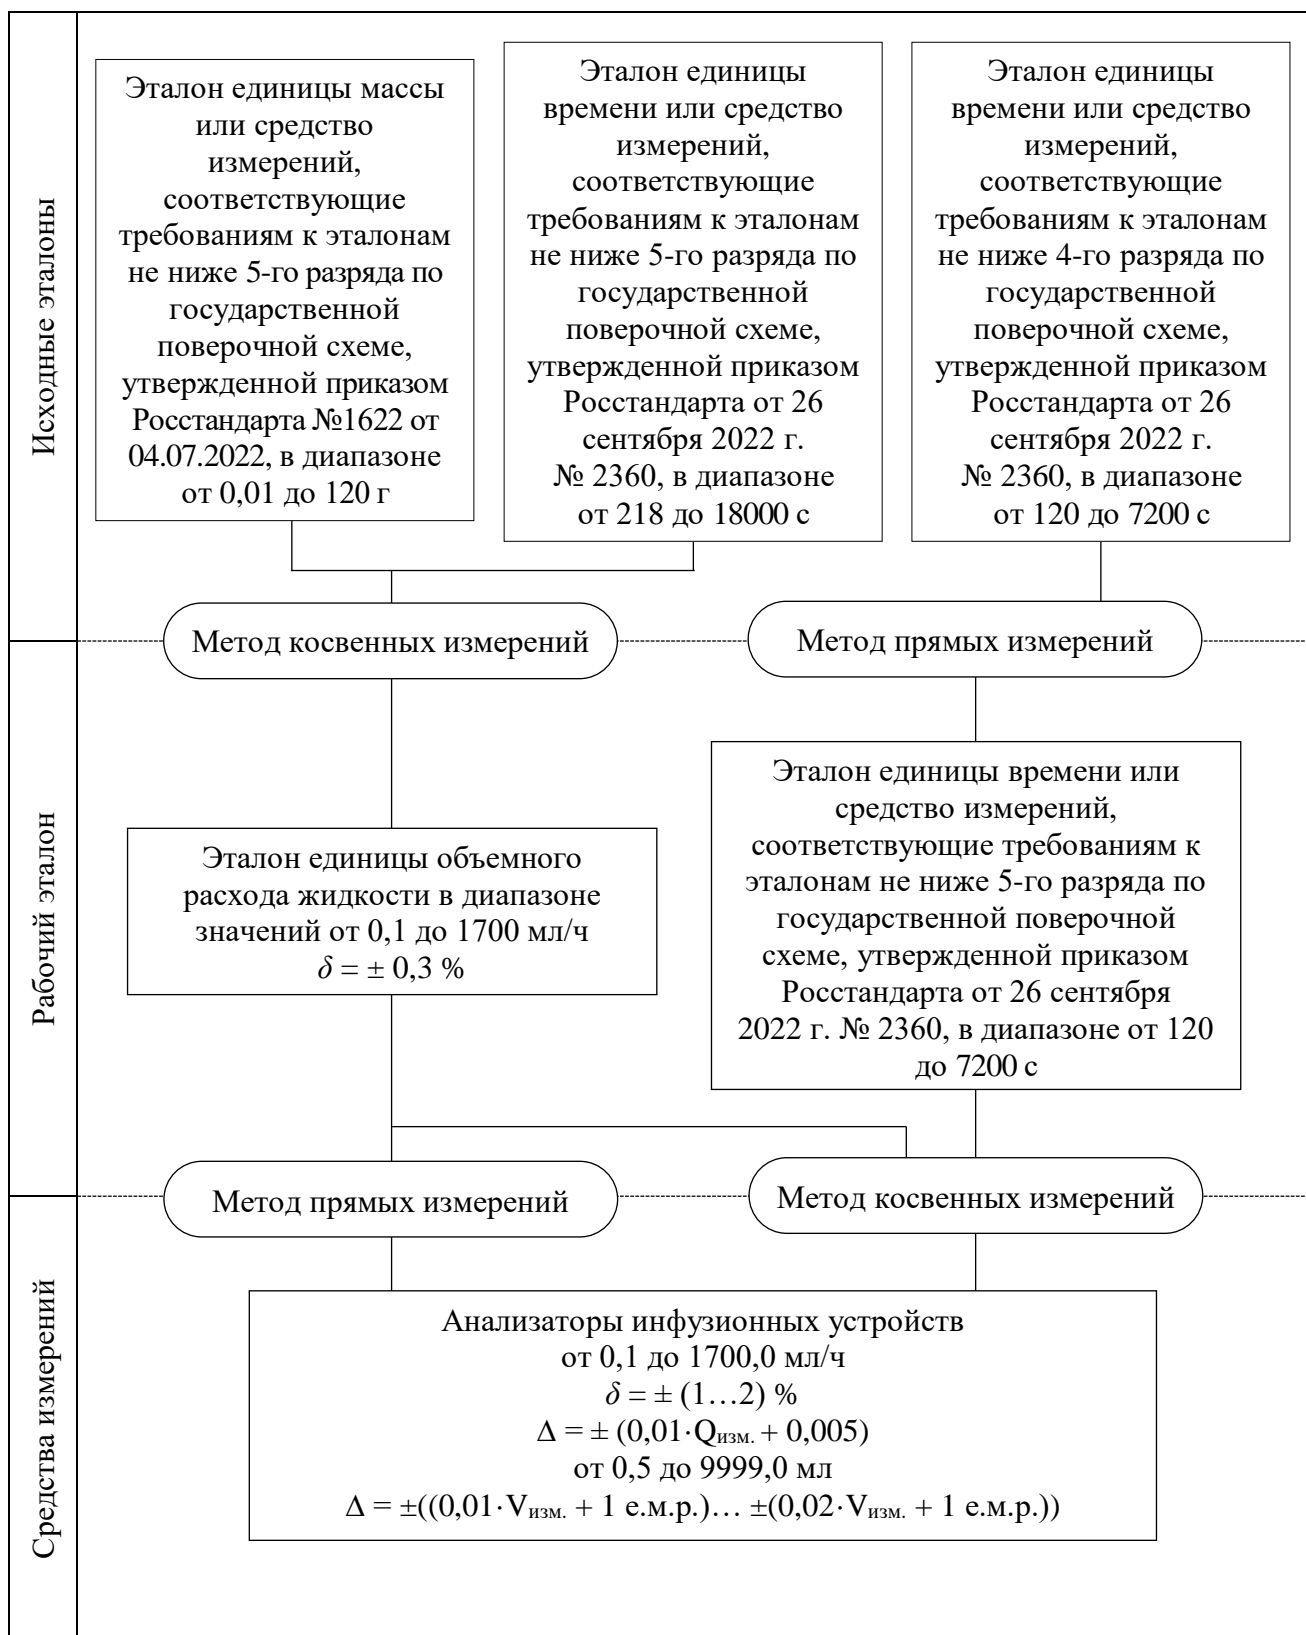 Исходные эталоны
Эталон единицы массы
или средство
измерений,
соответствующие
требованиям к эталонам
не ниже 5-го разряда по
государственной
поверочной схеме,
утвержденной приказом
Росстандарта №1622 от
04.07.2022, в диапазоне
от 0,01 до 120 г
Эталон единицы
времени или средство
измерений,
соответствующие
требованиям к эталонам
не ниже 5-го разряда по
государственной
поверочной схеме,
утвержденной приказом
Росстандарта от 26
сентября 2022 г.
№ 2360, в диапазоне
от 218 до 18000 с
Эталон единицы
времени или средство
измерений,
соответствующие
требованиям к эталонам
не ниже 4-го разряда по
государственной
поверочной схеме,
утвержденной приказом
Росстандарта от 26
сентября 2022 г.
№ 2360, в диапазоне
от 120 до 7200 с
Метод косвенных измерений
Метод прямых измерений
Рабочий эталон
Эталон единицы объемного
расхода жидкости в диапазоне
значений от 0,1 до 1700 мл/ч
δ = ± 0,3 %
Эталон единицы времени или
средство измерений,
соответствующие требованиям к
эталонам не ниже 5-го разряда по
государственной поверочной
схеме, утвержденной приказом
Росстандарта от 26 сентября
2022 г. № 2360, в диапазоне от 120
до 7200 с
Метод прямых измерений
Метод косвенных измерений
Средства измерений
Анализаторы инфузионных устройств
от 0,1 до 1700,0 мл/ч
δ = ± (1…2) %
Δ = ± (0,01·Qизм. + 0,005)
от 0,5 до 9999,0 мл
Δ = ±((0,01·Vизм. + 1 е.м.р.)… ±(0,02·Vизм. + 1 е.м.р.))